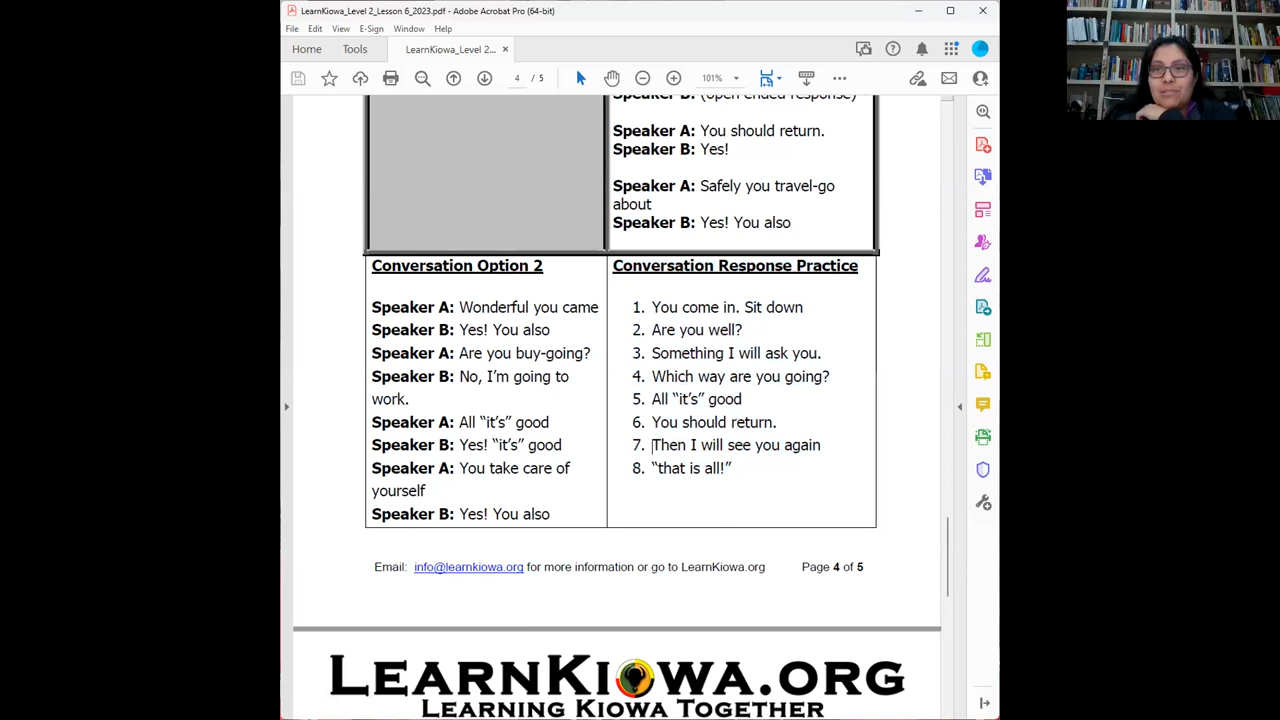 LearnKiowa_Level 2_Lesson 6_2023.pdf - Adobe Acrobat Pro (64-bit)
File Edit View E-Sign Window Help
Home Tools LearnKiowa_Level 2... ×
4 / 5 101%
Speaker B: (open ended response)
Speaker A: You should return.
Speaker B: Yes!
Speaker A: Safely you travel-go
about
Speaker B: Yes! You also
Conversation Option 2
Speaker A: Wonderful you came
Speaker B: Yes! You also
Speaker A: Are you buy-going?
Speaker B: No, I'm going to
work.
Speaker A: All “it's” good
Speaker B: Yes! “it's” good
Speaker A: You take care of
yourself
Speaker B: Yes! You also
Conversation Response Practice
1. You come in. Sit down
2. Are you well?
3. Something I will ask you.
4. Which way are you going?
5. All “it's” good
6. You should return.
7. Then I will see you again
8. “that is all!”
Email: info@learnkiowa.org for more information or go to LearnKiowa.org Page 4 of 5
LEARNKIOWA.ORG
LEARNING KIOWA TOGETHER